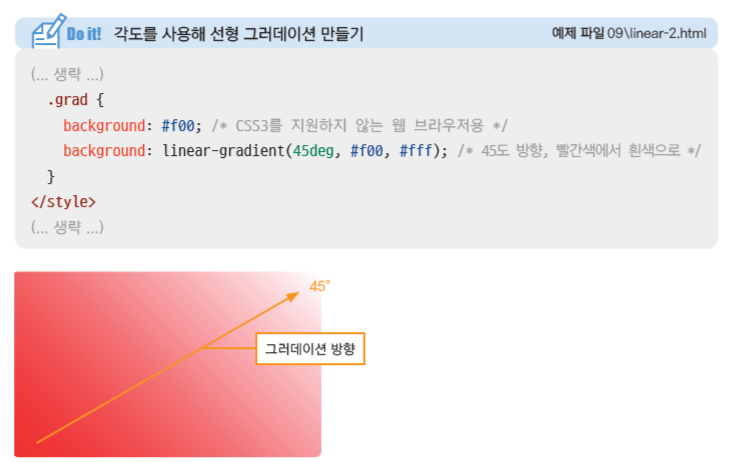 Do it! 각도를 사용해 선형 그러데이션 만들기 예제 파일 09\linear-2.html
(... 생략 ...)
.grad {
background: #f00; /* CSS3를 지원하지 않는 웹 브라우저용 */
background: linear-gradient(45deg, #f00, #fff); /* 45도 방향, 빨간색에서 흰색으로 */
}
</style>
(... 생략 ...)
45°
그러데이션 방향